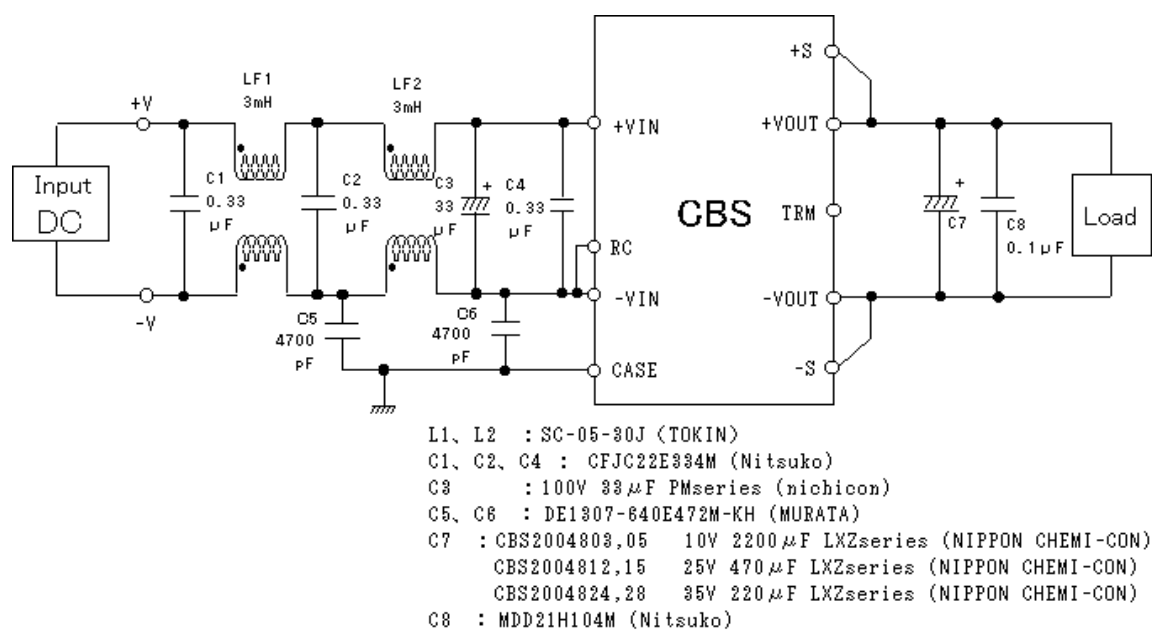 LF1
3mH
LF2
3mH
+V
-V
Input
DC
C1
0.33
μF
C2
0.33
μF
C3
33
μF
+
C4
0.33
μF
C5
4700
pF
C6
4700
pF
+VIN
RC
-VIN
CASE
CBS
+S
+VOUT
TRM
-VOUT
-S
+
C7
C8
0.1μF
Load
L1、L2 :SC-05-30J (TOKIN)
C1、C2、C4 : CFJC22E334M (Nitsuko)
C3 :100V 33μF PMseries (nichicon)
C5、C6 : DE1307-640E472M-KH (MURATA)
C7 :CBS2004803,05 10V 2200μF LXZseries (NIPPON CHEMI-CON)
CBS2004812,15 25V 470μF LXZseries (NIPPON CHEMI-CON)
CBS2004824,28 35V 220μF LXZseries (NIPPON CHEMI-CON)
C8 : MDD21H104M (Nitsuko)